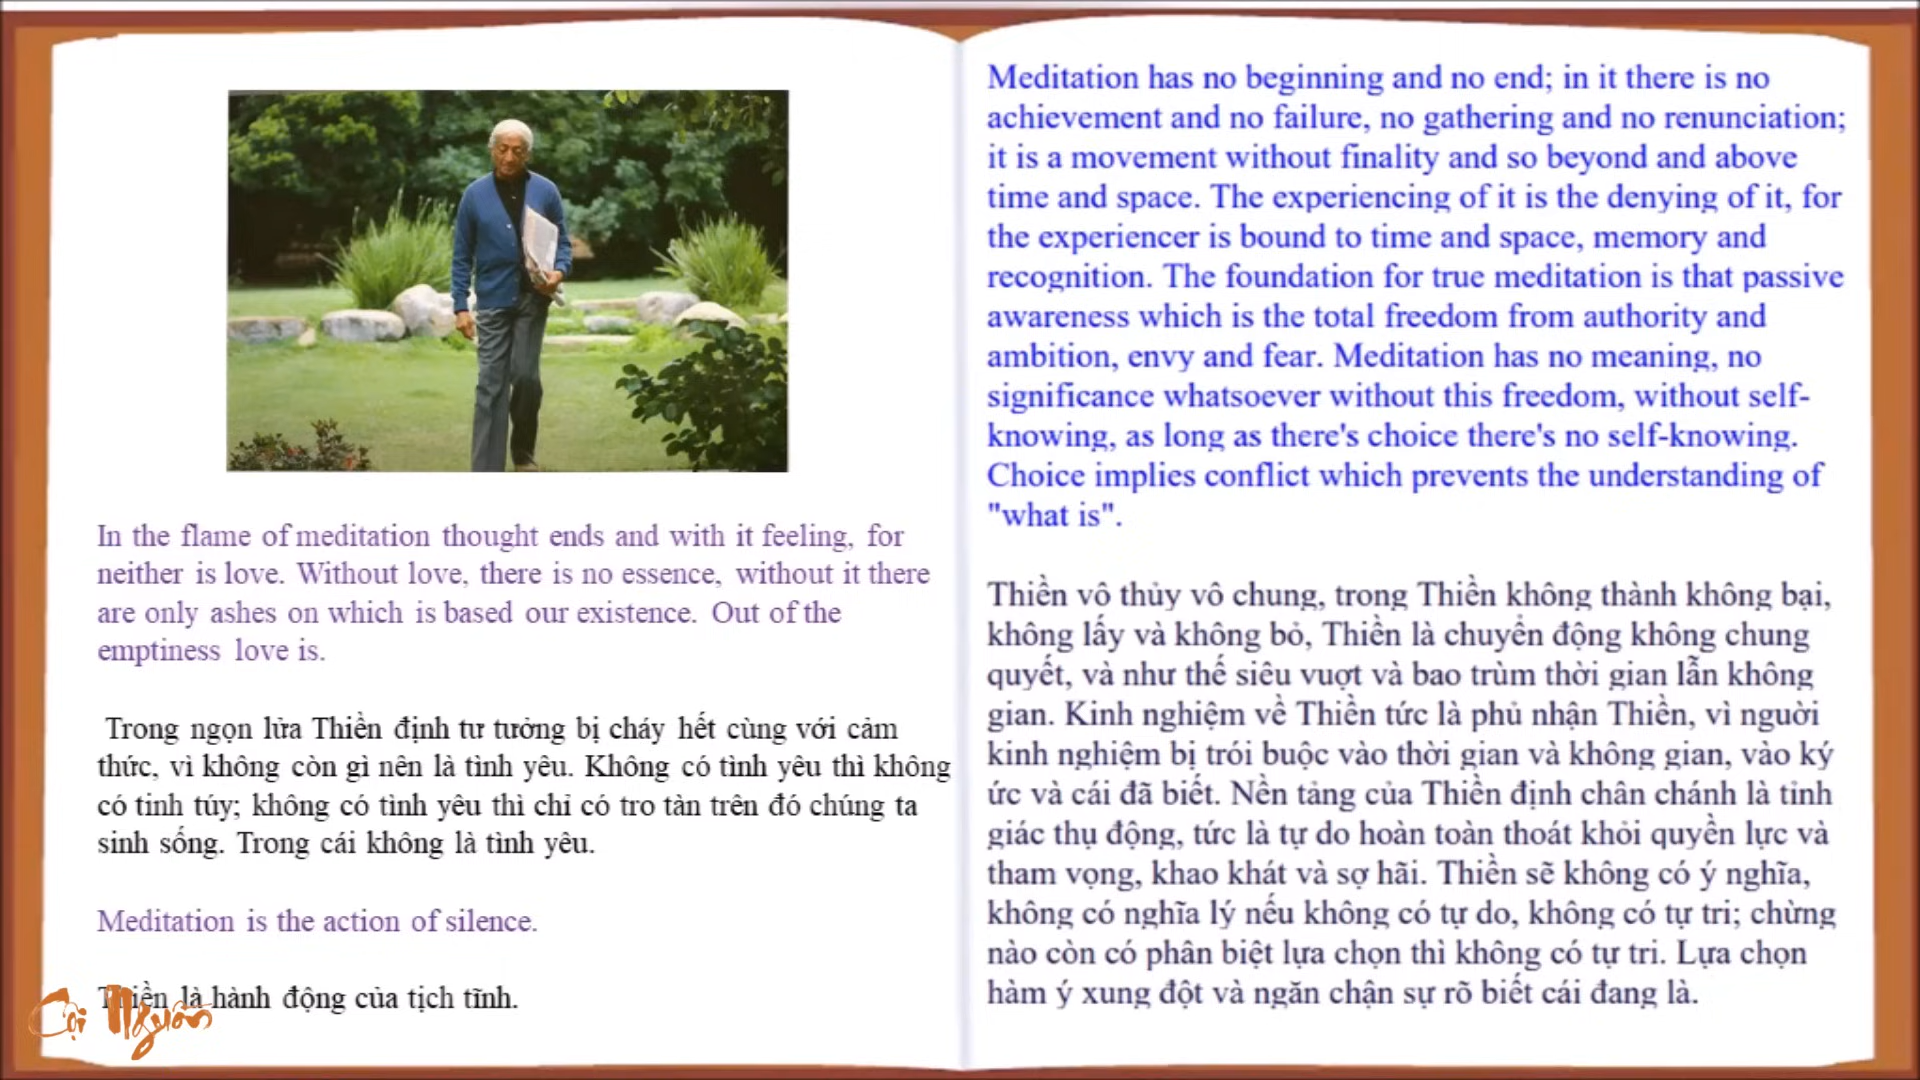 In the flame of meditation thought ends and with it feeling, for
neither is love. Without love, there is no essence, without it there
are only ashes on which is based our existence. Out of the
emptiness love is.
Trong ngọn lửa Thiền định tư tưởng bị cháy hết cùng với cảm
thức, vì không còn gì nên là tình yêu. Không có tình yêu thì không
có tinh túy; không có tình yêu thì chỉ có tro tàn trên đó chúng ta
sinh sống. Trong cái không là tình yêu.
Meditation is the action of silence.
Thiền là hành động của tịch tĩnh.
Cội Nguồn
Meditation has no beginning and no end; in it there is no
achievement and no failure, no gathering and no renunciation;
it is a movement without finality and so beyond and above
time and space. The experiencing of it is the denying of it, for
the experiencer is bound to time and space, memory and
recognition. The foundation for true meditation is that passive
awareness which is the total freedom from authority and
ambition, envy and fear. Meditation has no meaning, no
significance whatsoever without this freedom, without self-
knowing, as long as there's choice there's no self-knowing.
Choice implies conflict which prevents the understanding of
"what is".
Thiền vô thủy vô chung, trong Thiền không thành không bại,
không lấy và không bỏ, Thiền là chuyển động không chung
quyết, và như thế siêu vuợt và bao trùm thời gian lẫn không
gian. Kinh nghiệm về Thiền tức là phủ nhận Thiền, vì nguời
kinh nghiệm bị trói buộc vào thời gian và không gian, vào ký
ức và cái đã biết. Nền tảng của Thiền định chân chánh là tỉnh
giác thụ động, tức là tự do hoàn toàn thoát khỏi quyền lực và
tham vọng, khao khát và sợ hãi. Thiền sẽ không có ý nghĩa,
không có nghĩa lý nếu không có tự do, không có tự tri; chừng
nào còn có phân biệt lựa chọn thì không có tự tri. Lựa chọn
hàm ý xung đột và ngăn chận sự rõ biết cái đang là.